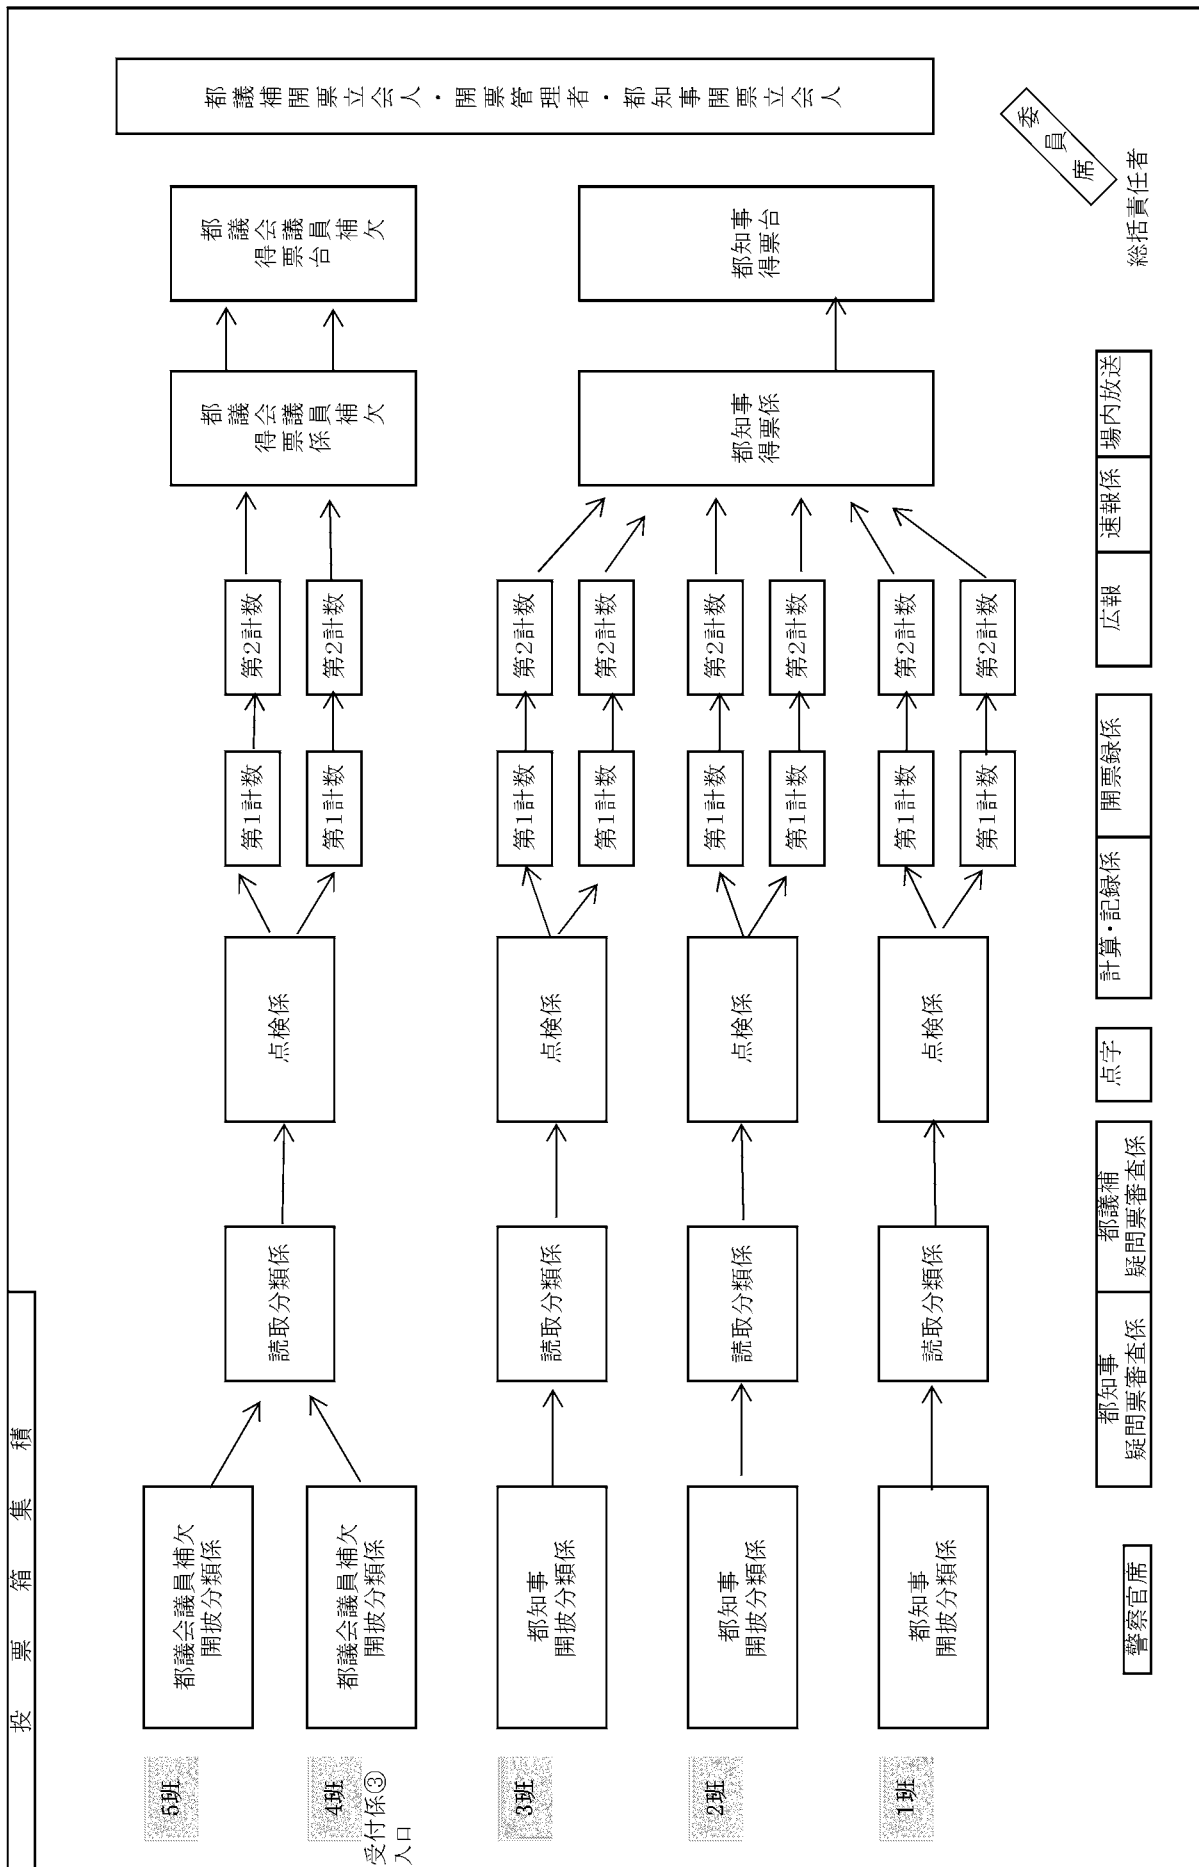 投票箱集積
5班
都議会議員補欠
開披分類係
4班
受付係③
入口
都議会議員補欠
開披分類係
読取分類係
点検係
第1計数
第2計数
第1計数
第2計数
都議会議員補欠
得票係
都議会議員補欠
得票台
都議補開票立会人・開票管理者・都知事開票立会人
3班
都知事
開披分類係
読取分類係
点検係
第1計数
第2計数
第1計数
第2計数
2班
都知事
開披分類係
読取分類係
点検係
第1計数
第2計数
第1計数
第2計数
1班
都知事
開披分類係
読取分類係
点検係
第1計数
第2計数
第1計数
第2計数
都知事
得票係
都知事
得票台
委員席
総括責任者
警察官席
都知事
疑問票審査係
都議補
疑問票審査係
点字
計算・記録係
開票録係
広報
速報係
場内放送